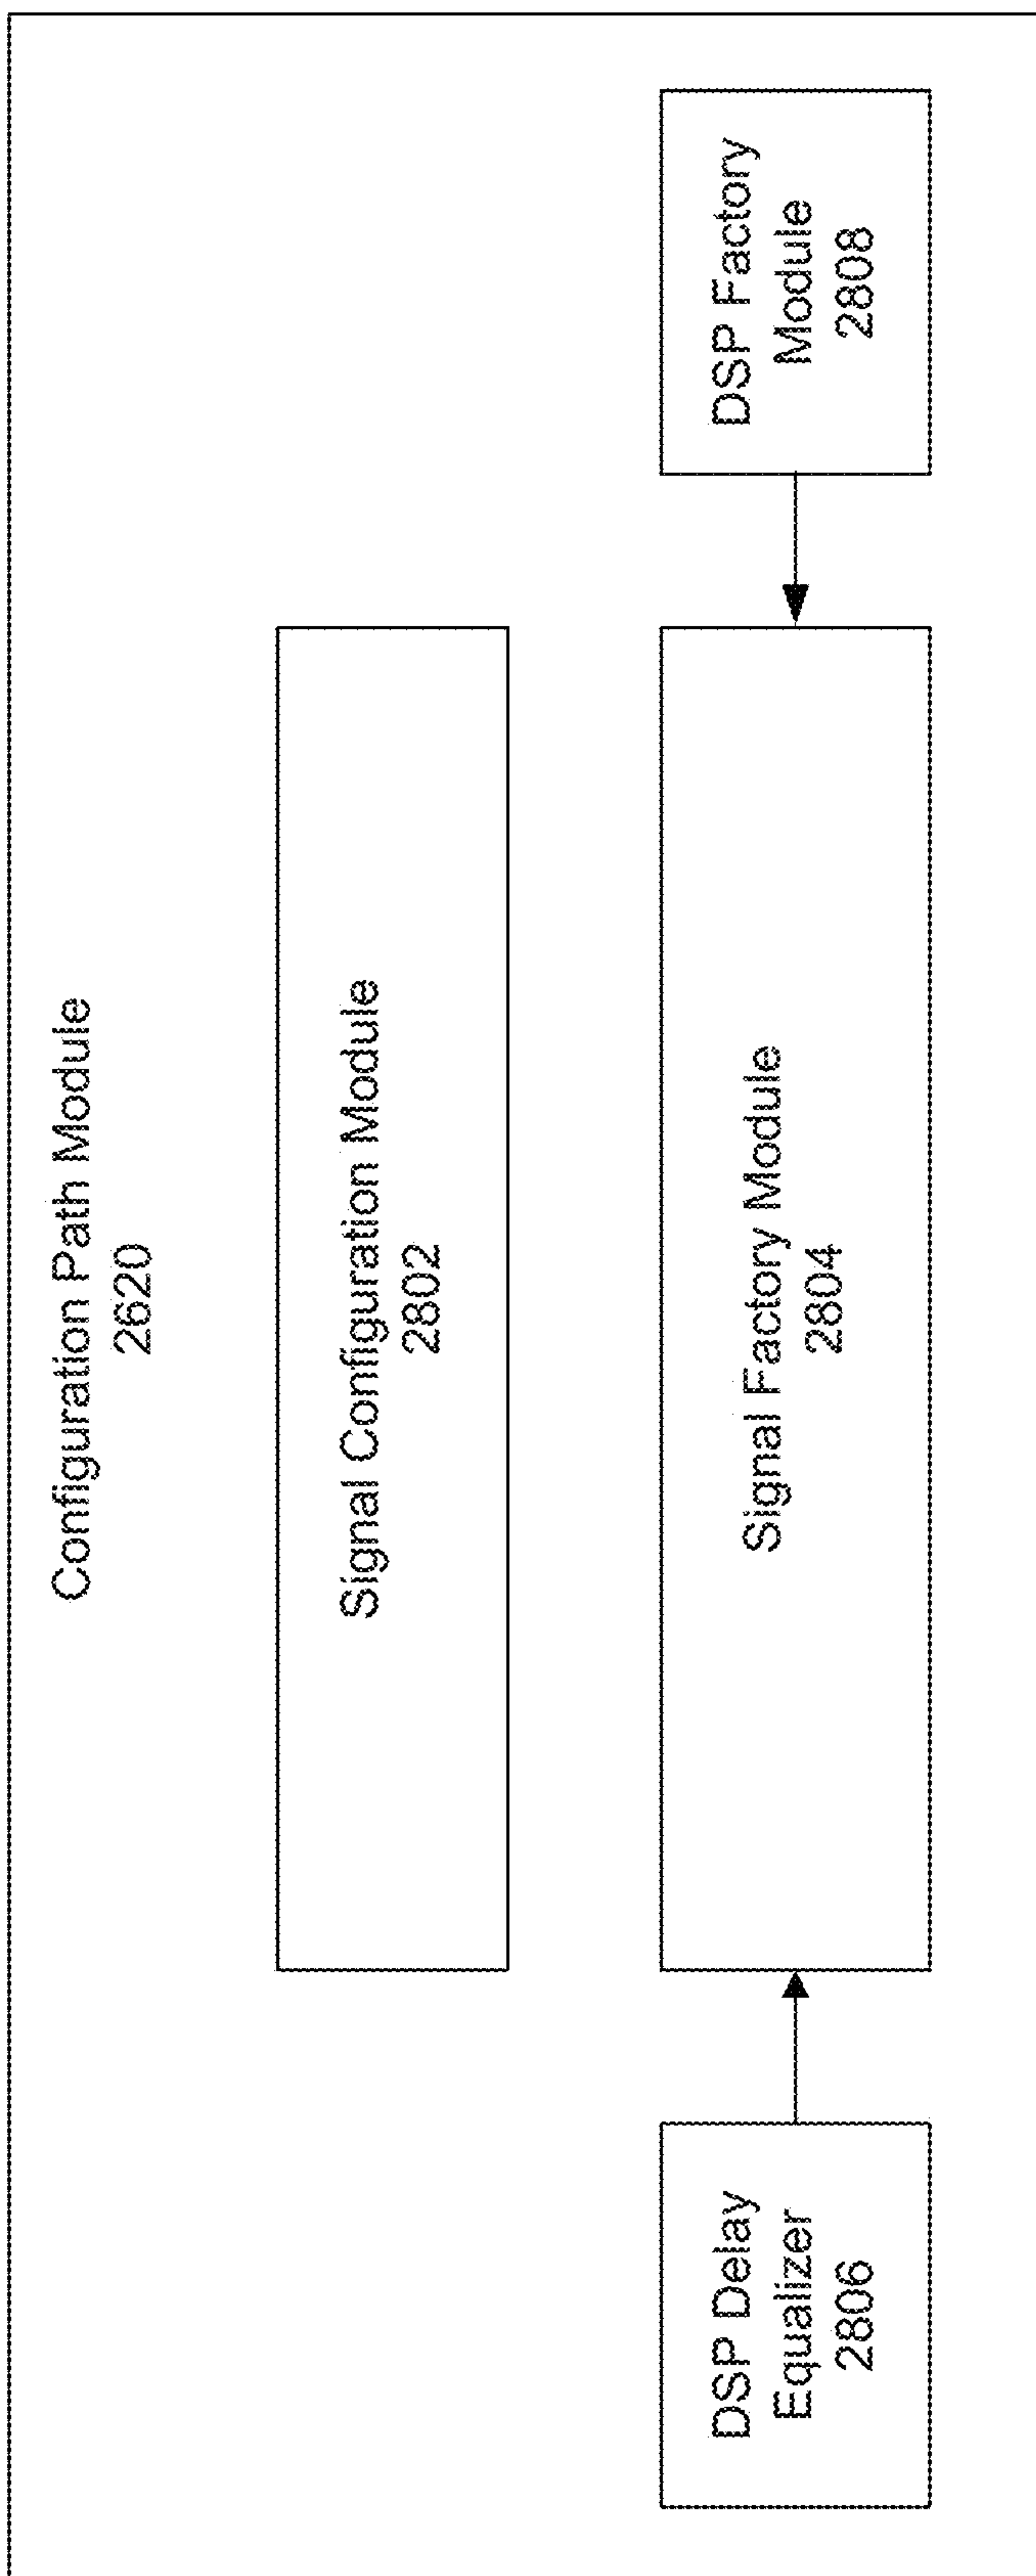 Configuration Path Module
2620
Signal Configuration Module
2802
DSP Delay
Equalizer
2806
Signal Factory Module
2804
DSP Factory
Module
2808